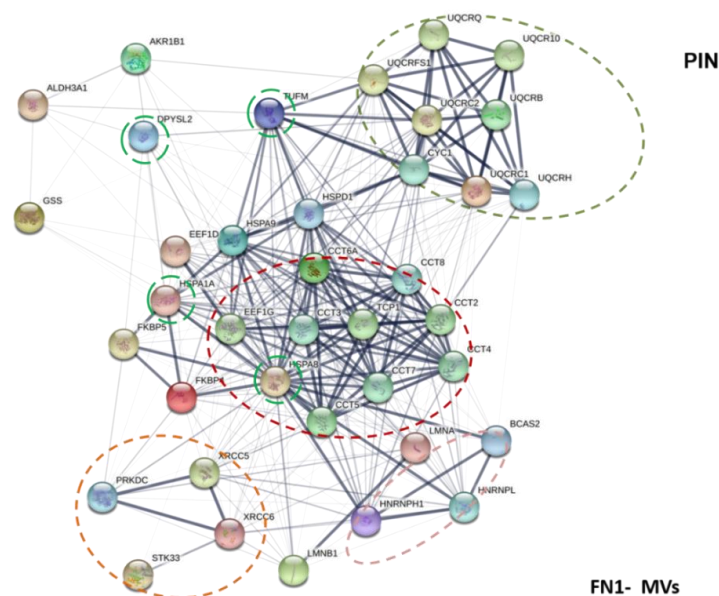 UQCRQ
AKR1B1
UQCR10
UQCRFS1
PIN
ALDH3A1
TUFM
UQCRC2
UQCRB
DPYSL2
CYC1
UQCRC1
UQCRH
HSPD1
GSS
HSPA9
EEF1D
CCT6A
CCT8
HSPA1A
CCT2
EEF1G
CCT3
TCP1
FKBP5
CCT4
HSPA8
CCT7
FKBP4
CCT5
BCAS2
LMNA
XRCC5
PRKDC
HNRNPL
HNRNPH1
XRCC6
STK33
LMNB1
FN1- MVs